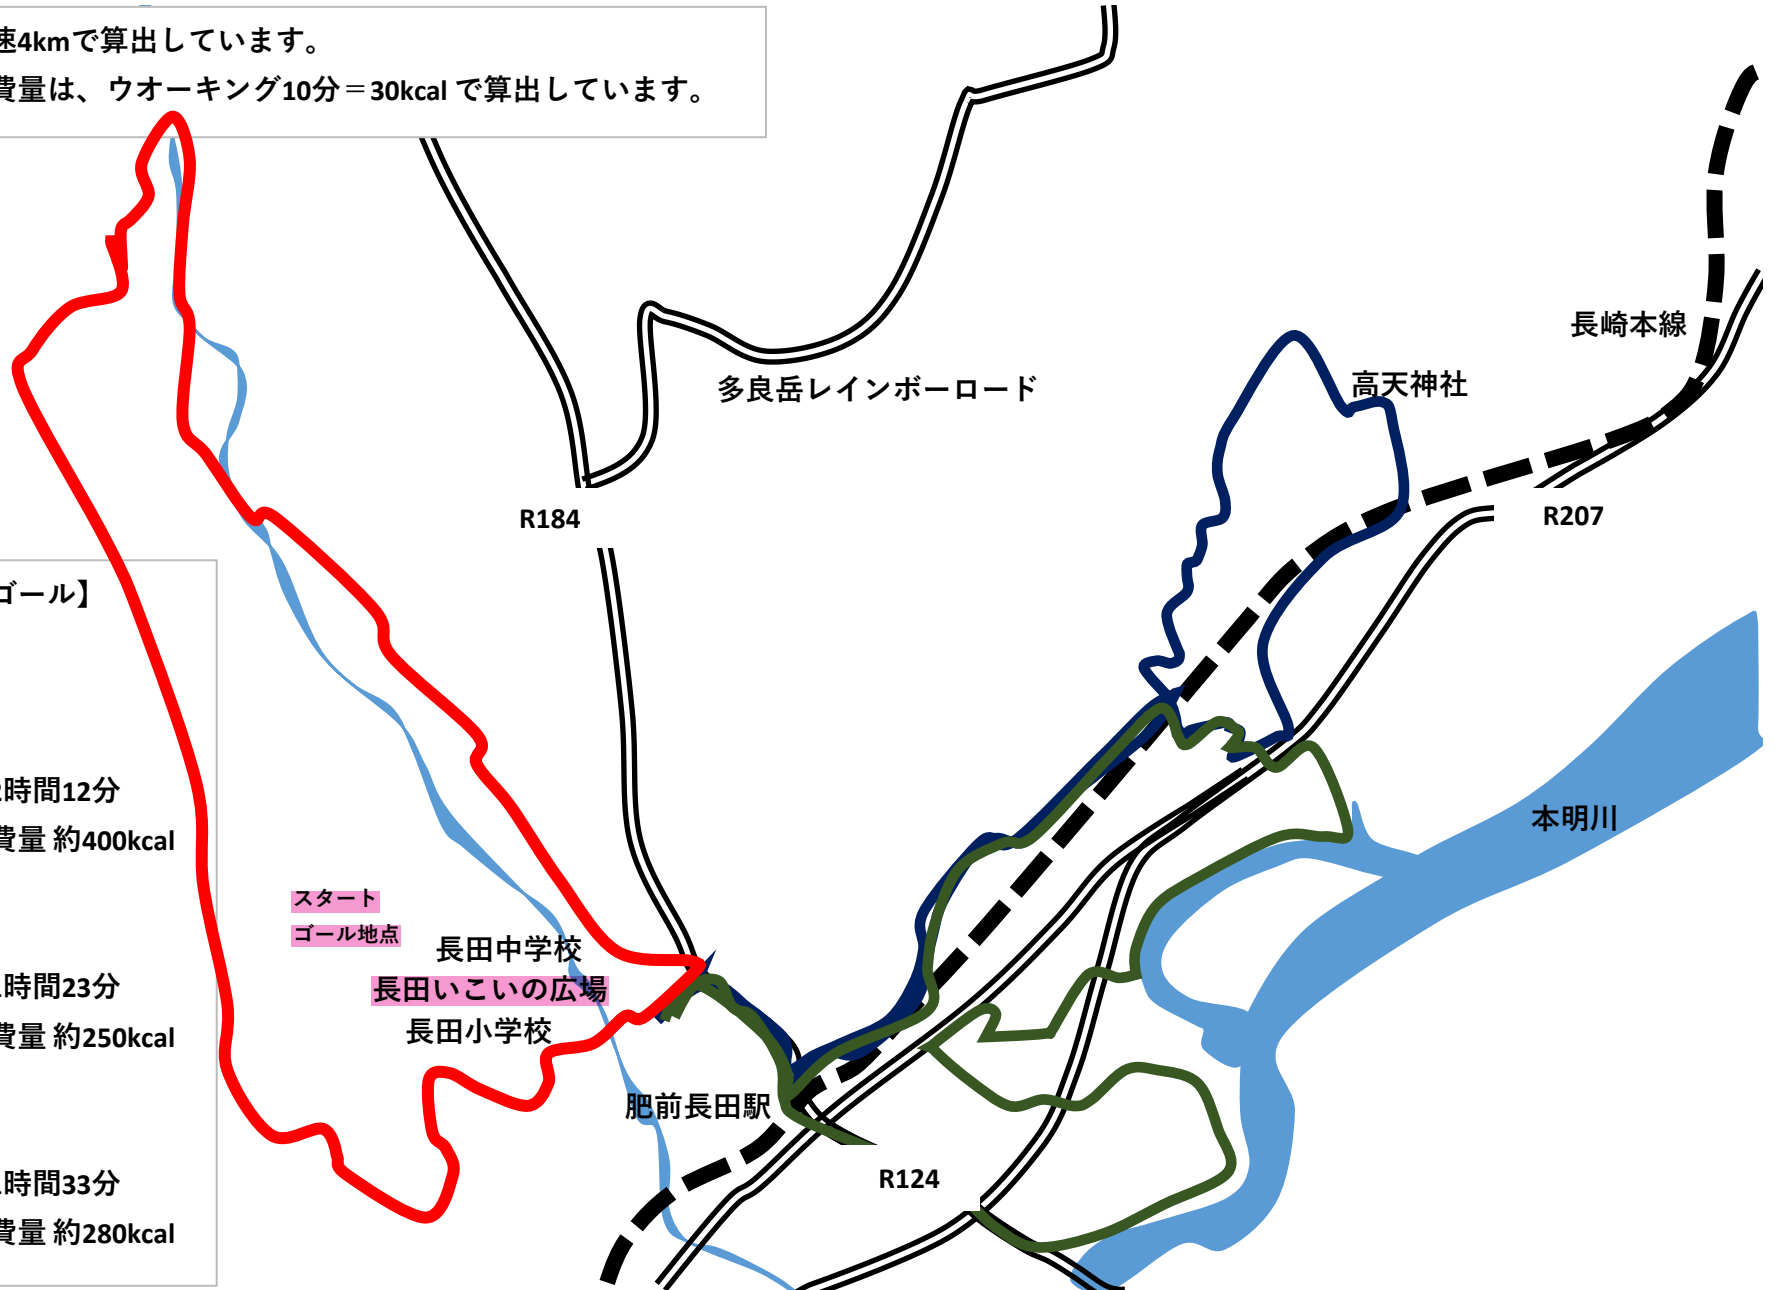 速4kmで算出しています。
費量は、ウオーキング10分＝30kcal で算出しています。
長崎本線
高天神社
多良岳レインボーロード
R184
R207
ゴール】
時間12分
費量 約400kcal
本明川
スタート
ゴール地点
長田中学校
長田いこいの広場
長田小学校
時間23分
費量 約250kcal
肥前長田駅
R124
時間33分
費量 約280kcal